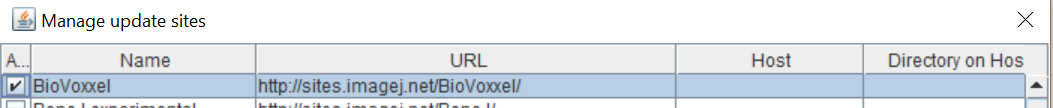 Manage update sites
A... Name URL Host Directory on Hos
BioVoxxel http://sites.imagej.net/BioVoxxel/